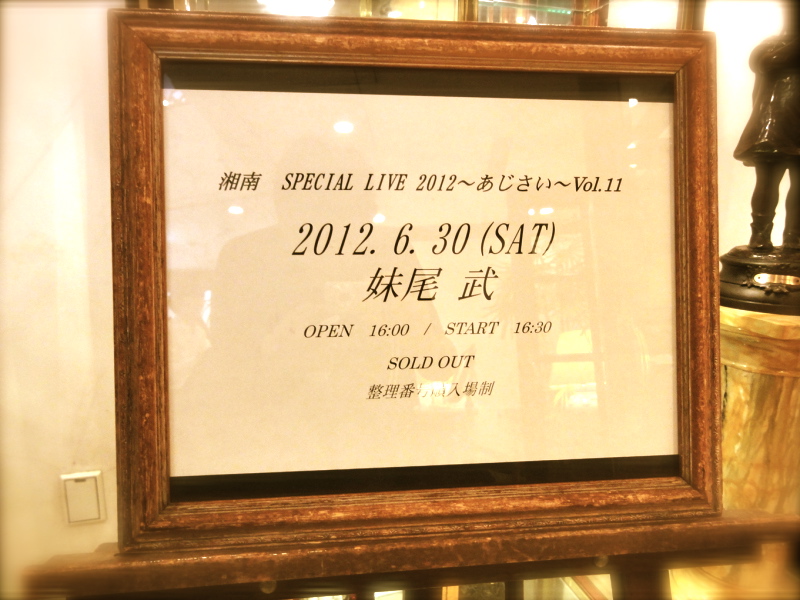 湘南　SPECIAL LIVE 2012～あじさい～Vol.11
2012. 6. 30 (SAT)
妹尾 武
OPEN　16:00　/　START　16:30
SOLD OUT
整理番号順入場制